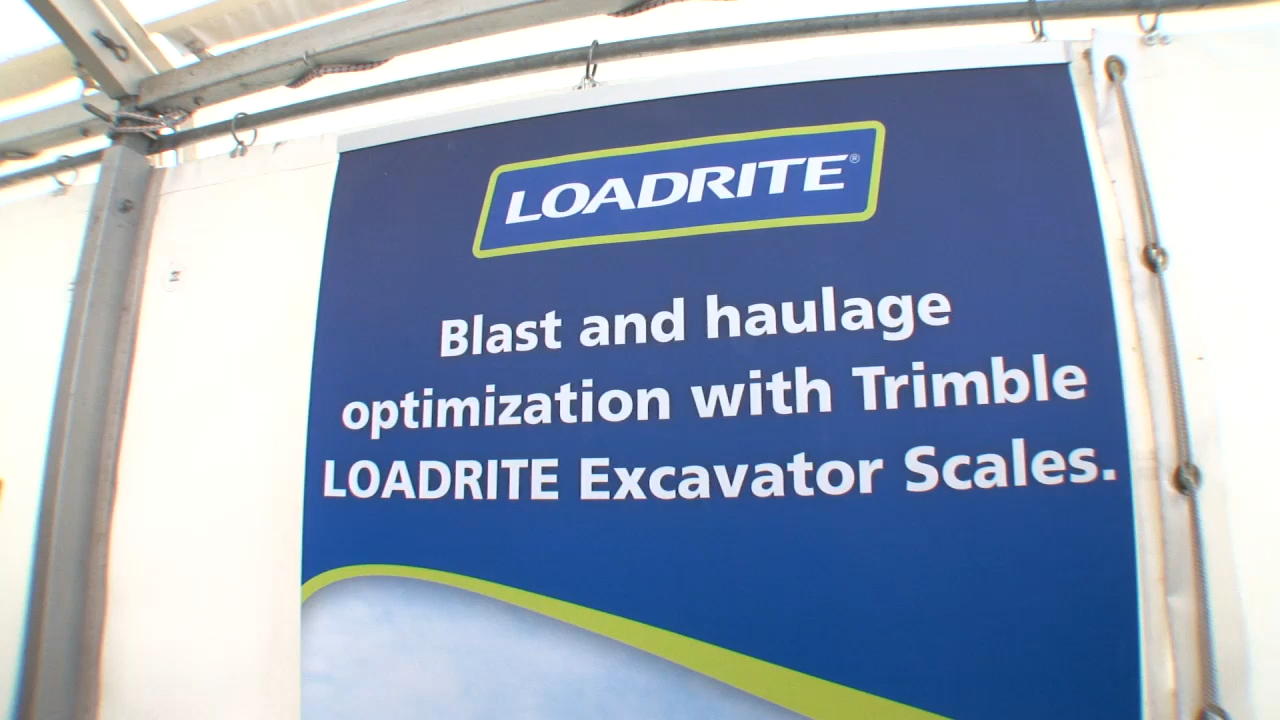 LOADRITE®
Blast and haulage
optimization with Trimble
LOADRITE Excavator Scales.